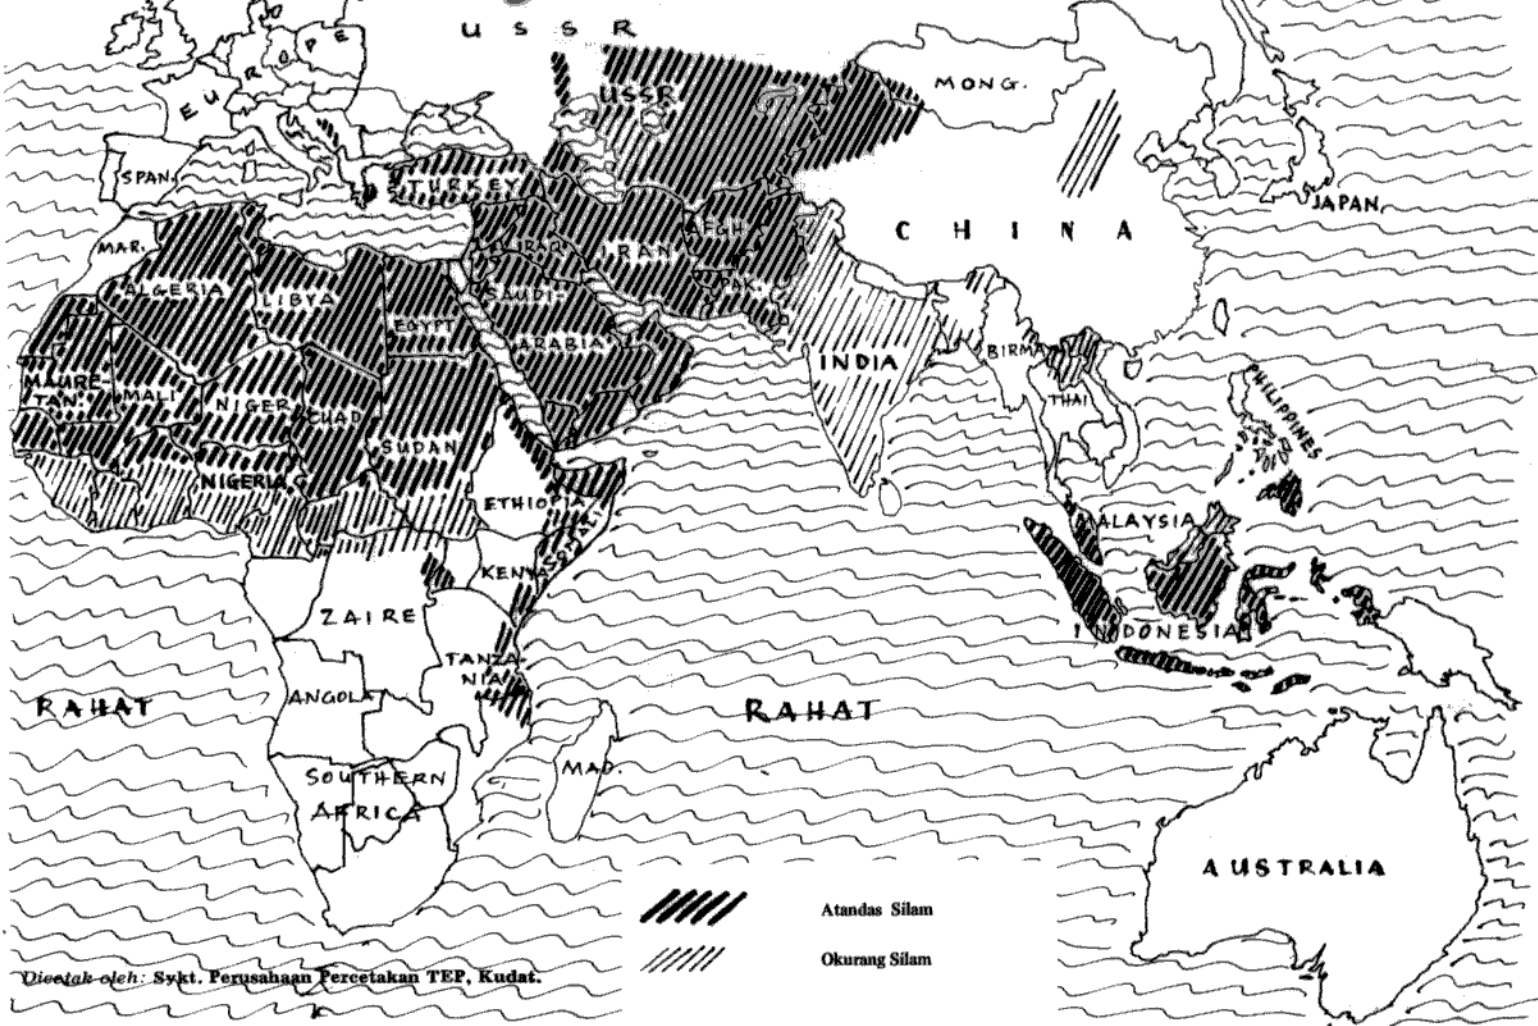 U S S R
EUROPE
USSR
MONG.
SPAN.
TURKEY
JAPAN.
MAR.
CHINA
IRAQ
IRAN
AFGH.
PAK.
ALGERIA
LIBYA
EGYPT
SAUDI-
ARABIA
INDIA
BIRMA
THAI
PHILIPPINES
MAURE-
TAN.
MALI
NIGER
CHAD
SUDAN
NIGERIA
ETHIOPIA
SOMALI
MALAYSIA
KENYA
ZAIRE
INDONESIA
TANZA-
NIA
ANGOLA
RAHAT
RAHAT
MAD.
SOUTHERN
AFRICA
AUSTRALIA
Atandas Silam
Okurang Silam
Dicetak oleh: Sykt. Perusahaan Percetakan TEP, Kudat.